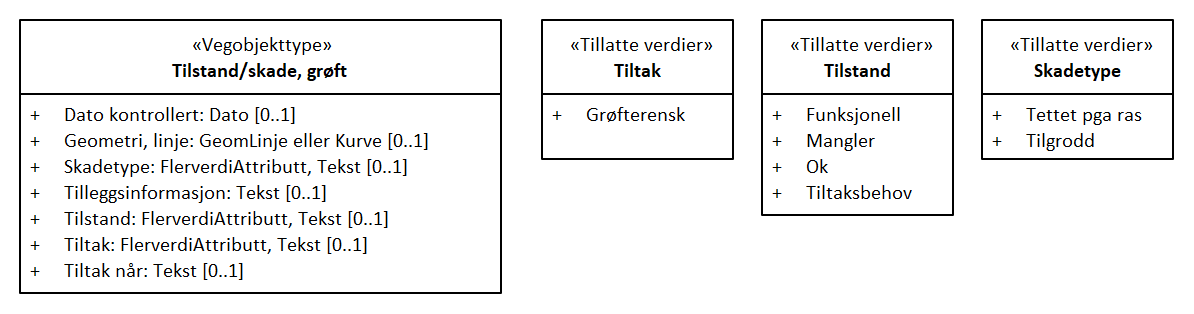 «Vegobjekttype»
Tilstand/skade, grøft
+ Dato kontrollert: Dato [0..1]
+ Geometri, linje: GeomLinje eller Kurve [0..1]
+ Skadetype: FlerverdiAttributt, Tekst [0..1]
+ Tilleggsinformasjon: Tekst [0..1]
+ Tilstand: FlerverdiAttributt, Tekst [0..1]
+ Tiltak: FlerverdiAttributt, Tekst [0..1]
+ Tiltak når: Tekst [0..1]
«Tillatte verdier»
Tiltak
+ Grøfterensk
«Tillatte verdier»
Tilstand
+ Funksjonell
+ Mangler
+ Ok
+ Tiltaksbehov
«Tillatte verdier»
Skadetype
+ Tettet pga ras
+ Tilgrodd